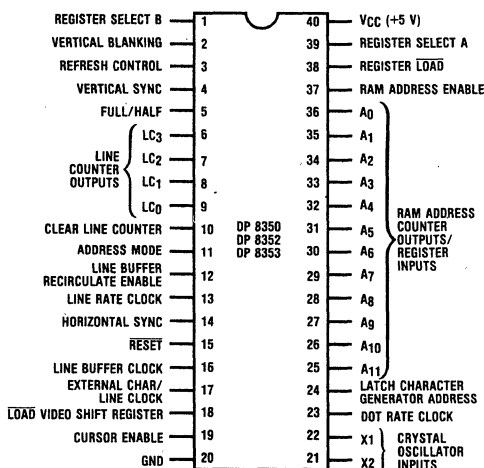 REGISTER SELECT B 1
VERTICAL BLANKING 2
REFRESH CONTROL 3
VERTICAL SYNC 4
FULL/HALF 5
LINE
COUNTER
OUTPUTS
LC3 6
LC2 7
LC1 8
LC0 9
CLEAR LINE COUNTER 10
ADDRESS MODE 11
LINE BUFFER
RECIRCULATE ENABLE 12
LINE RATE CLOCK 13
HORIZONTAL SYNC 14
RESET 15
LINE BUFFER CLOCK 16
EXTERNAL CHAR/
LINE CLOCK 17
LOAD VIDEO SHIFT REGISTER 18
CURSOR ENABLE 19
GND 20
DP 8350
DP 8352
DP 8353
40 VCC (+5 V)
39 REGISTER SELECT A
38 REGISTER LOAD
37 RAM ADDRESS ENABLE
36 A0
35 A1
34 A2
33 A3
32 A4
31 A5
30 A6
29 A7
28 A8
27 A9
26 A10
25 A11
RAM ADDRESS
COUNTER
OUTPUTS/
REGISTER
INPUTS
24 LATCH CHARACTER
GENERATOR ADDRESS
23 DOT RATE CLOCK
22 X1
21 X2
CRYSTAL
OSCILLATOR
INPUTS